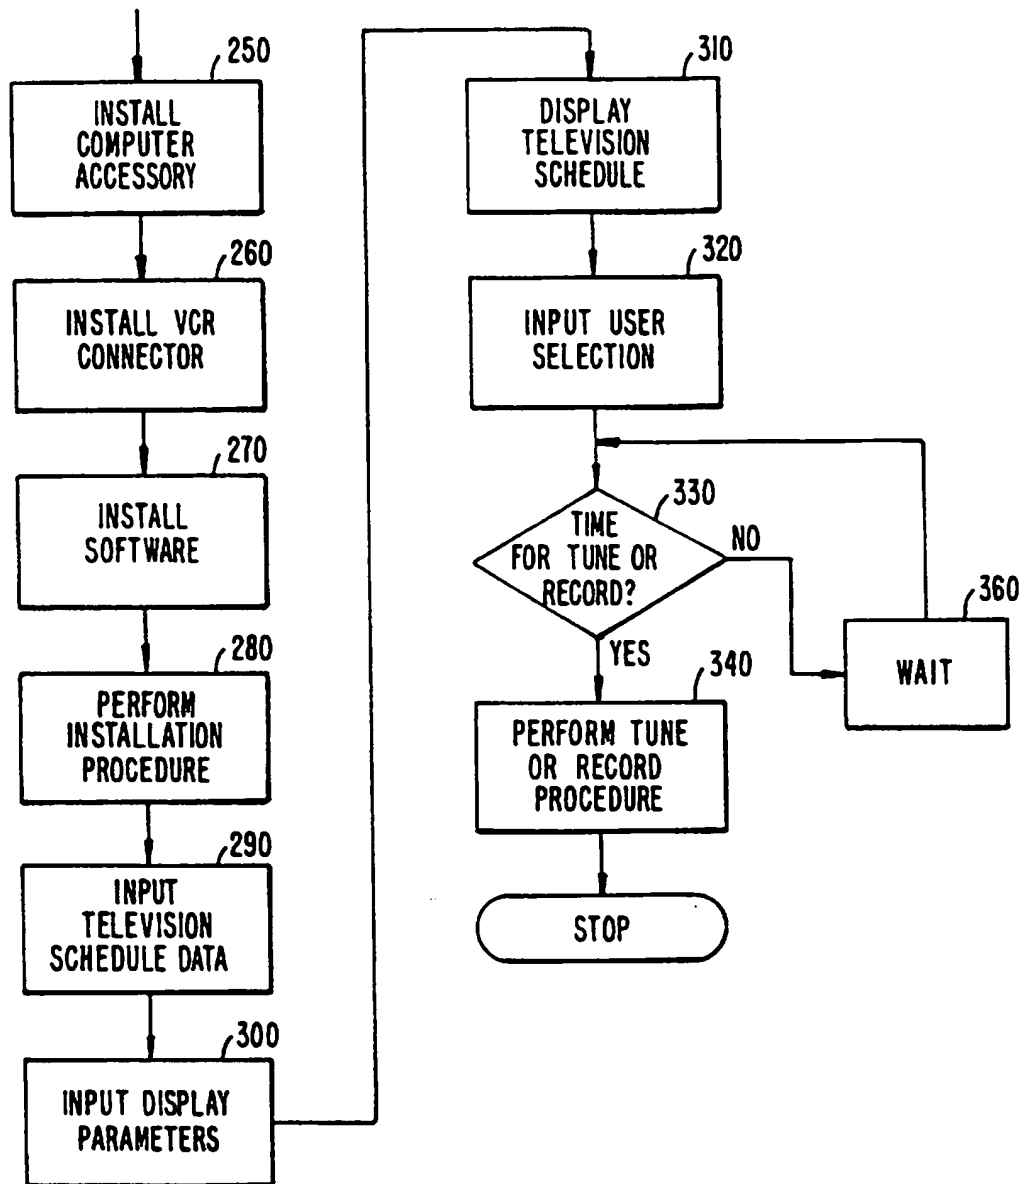 250
INSTALL
COMPUTER
ACCESSORY
260
INSTALL VCR
CONNECTOR
270
INSTALL
SOFTWARE
280
PERFORM
INSTALLATION
PROCEDURE
290
INPUT
TELEVISION
SCHEDULE DATA
300
INPUT DISPLAY
PARAMETERS
310
DISPLAY
TELEVISION
SCHEDULE
320
INPUT USER
SELECTION
330
TIME
FOR TUNE OR
RECORD?
NO
YES
360
WAIT
340
PERFORM TUNE
OR RECORD
PROCEDURE
STOP